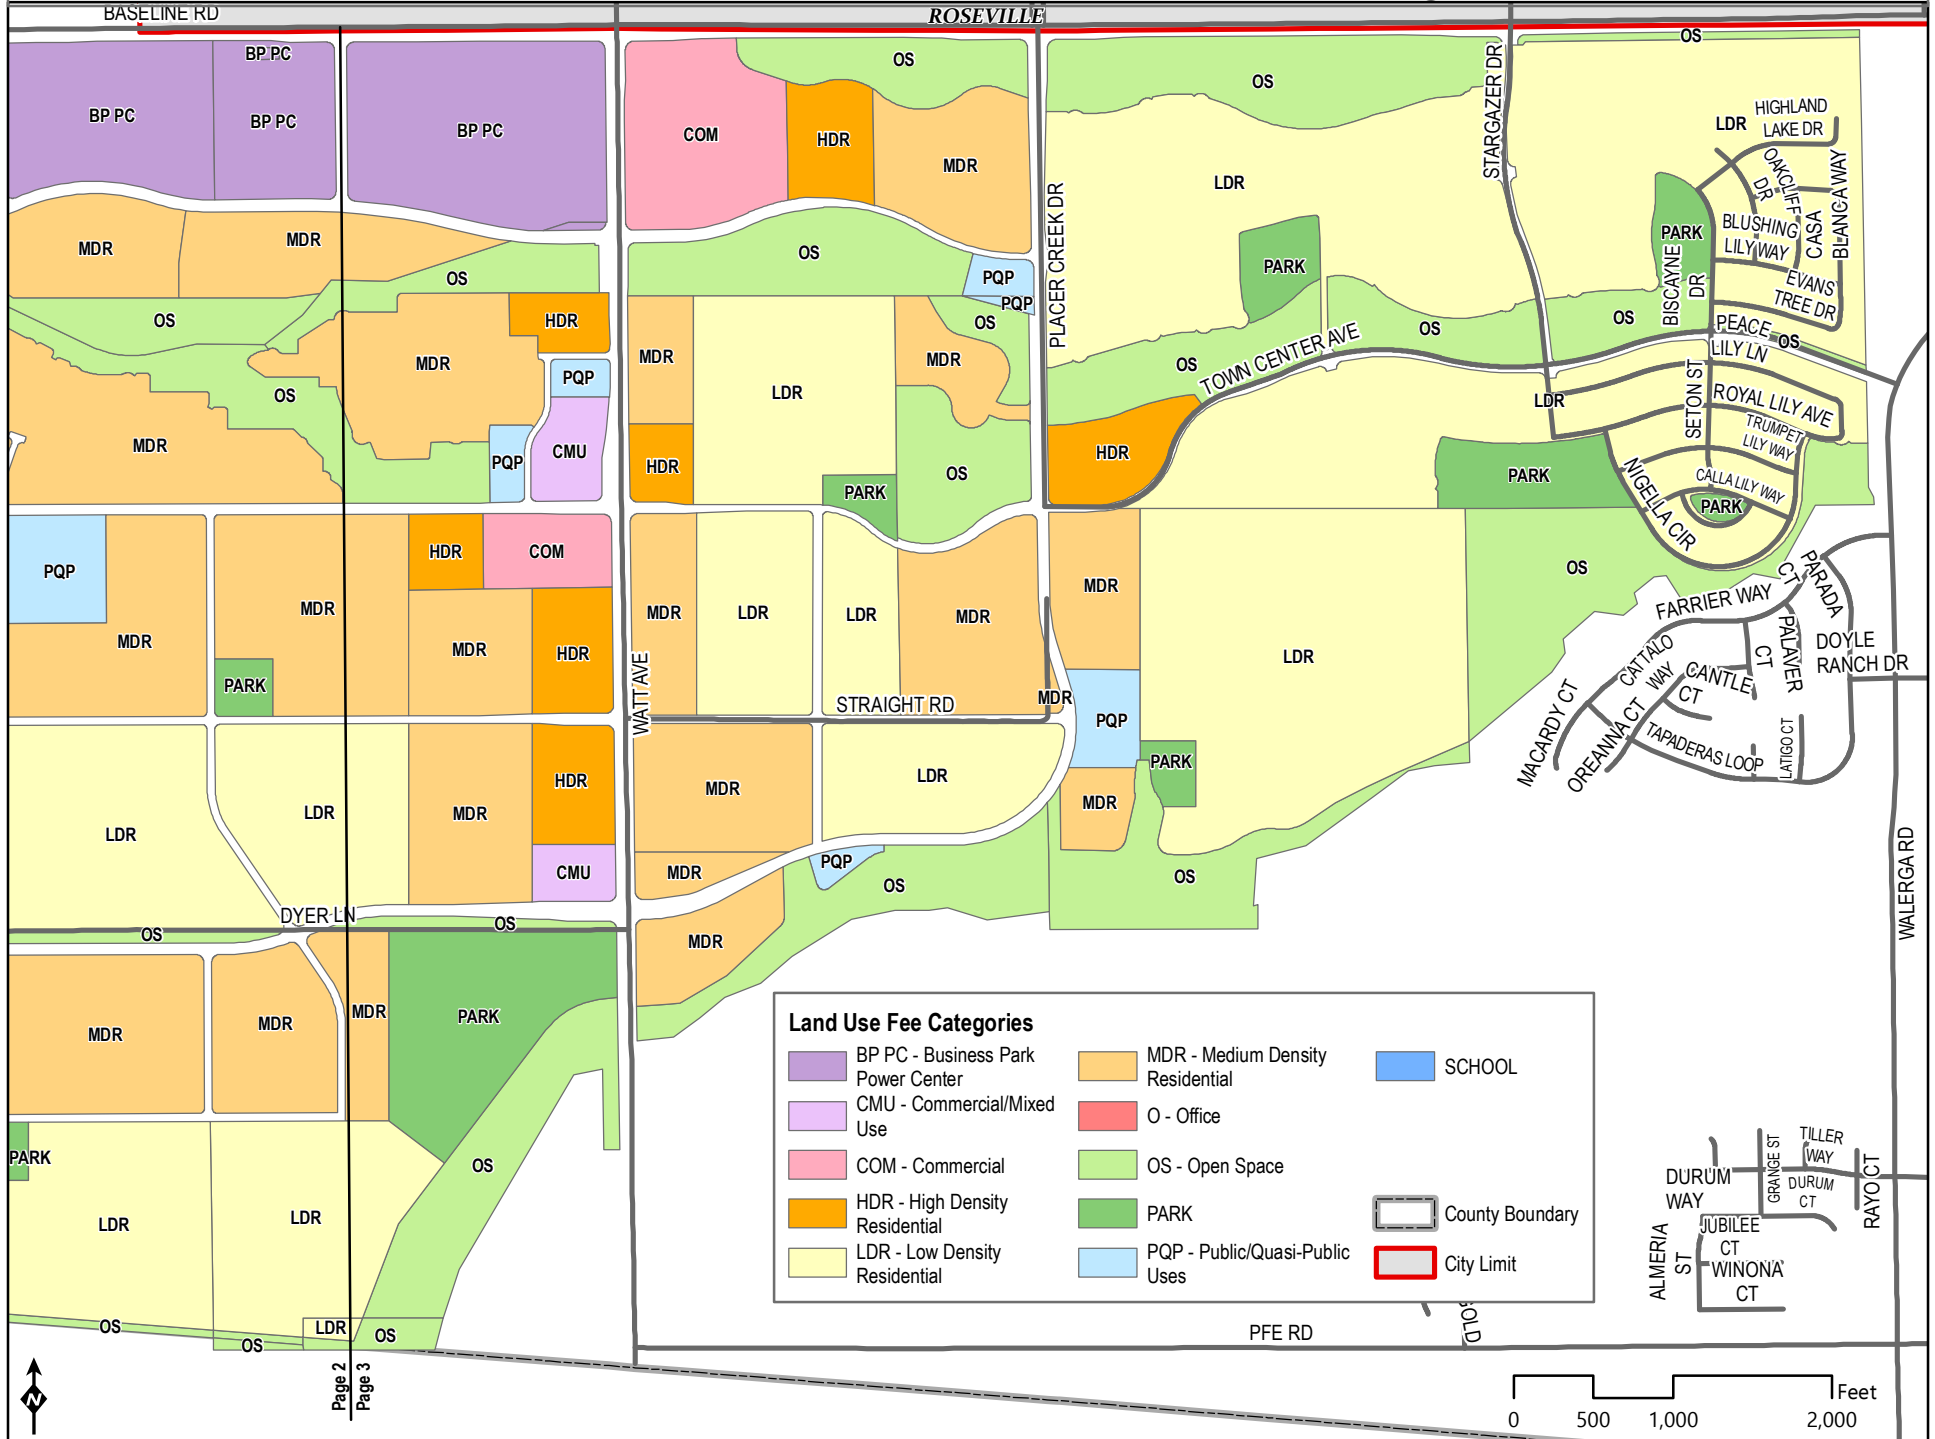 BASELINE RD
ROSEVILLE
BP PC
OS
OS
OS
BP PC
BP PC
BP PC
COM
HDR
MDR
LDR
STARGAZER DR
LDR
HIGHLAND
LAKE DR
OAKCLIFF
DR
CASA
BLANCA WAY
BLUSHING
LILY WAY
EVANS
TREE DR
PARK
BISCAYNE
DR
PLACER CREEK DR
PARK
MDR
MDR
OS
OS
PQP
PQP
OS
HDR
MDR
OS
MDR
LDR
MDR
OS
OS
TOWN CENTER AVE
OS
OS
PEACE
LILY LN
OS
PQP
OS
CMU
PQP
MDR
HDR
PARK
OS
HDR
LDR
SETON ST
ROYAL LILY AVE
TRUMPET
LILY WAY
CALLA LILY WAY
PARK
PARK
NIGELLA CIR
PQP
MDR
MDR
HDR
COM
MDR
HDR
PARK
MDR
LDR
LDR
MDR
MDR
LDR
OS
FARRIER WAY
PARADA
CT
PALAVER
CT
DOYLE
RANCH DR
CATTALO
WAY
CANTLE
CT
MACARDY CT
OREANNA CT
TAPADERAS LOOP
LATIGO CT
WATT AVE
STRAIGHT RD
MDR
PQP
PARK
MDR
LDR
LDR
MDR
HDR
CMU
MDR
MDR
LDR
PQP
OS
OS
WALERGA RD
DYER LN
OS
OS
MDR
MDR
MDR
MDR
PARK
PARK
LDR
LDR
OS
OS
OS
LDR
OS
Page 2
Page 3
N
Land Use Fee Categories
BP PC - Business Park
Power Center
CMU - Commercial/Mixed
Use
COM - Commercial
HDR - High Density
Residential
LDR - Low Density
Residential
MDR - Medium Density
Residential
O - Office
OS - Open Space
PARK
PQP - Public/Quasi-Public
Uses
SCHOOL
County Boundary
City Limit
GOLD
PFE RD
DURUM
WAY
GRANGE ST
TILLER
WAY
DURUM
CT
RAYO CT
ALMERIA
ST
JUBILEE
CT
WINONA
CT
Feet
0
500
1,000
2,000